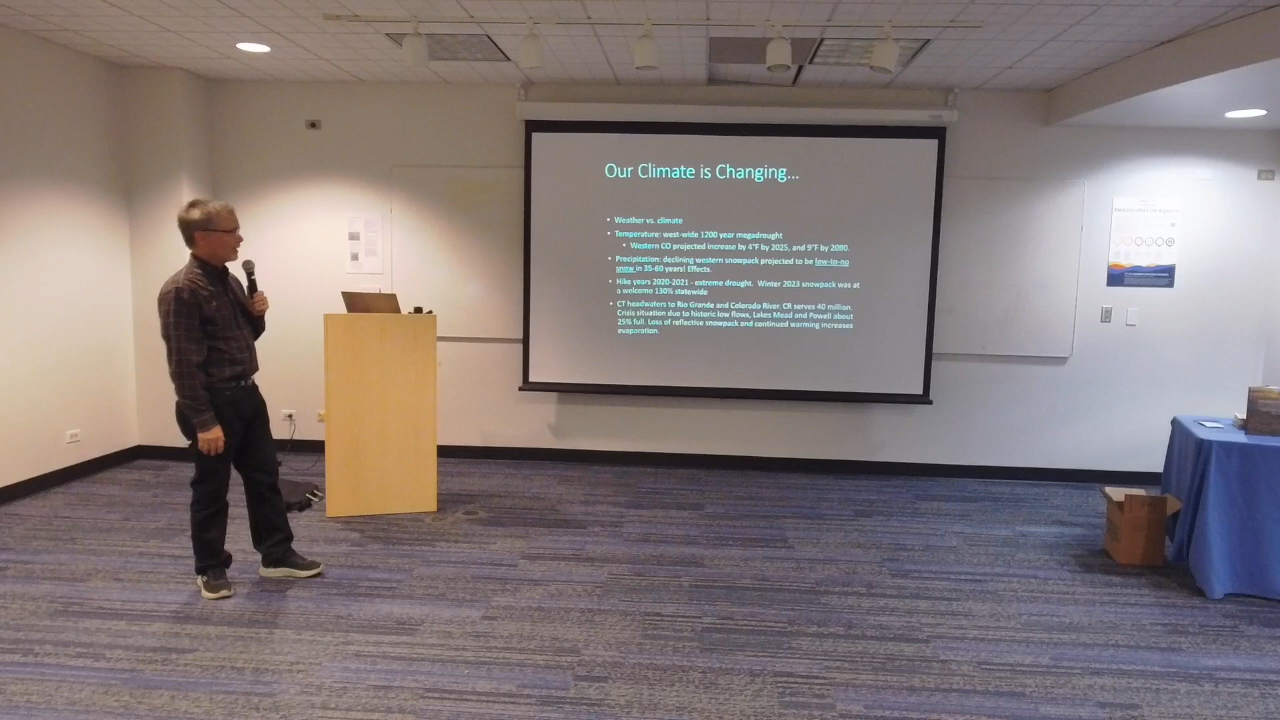 Our Climate is Changing...
• Weather vs. climate
• Temperature: west-wide 1200 year megadrought
• Western CO projected increase by 4°F by 2025, and 9°F by 2090.
• Precipitation: declining western snowpack projected to be low-to-no
snow in 35-60 years! Effects.
• Hike years 2020-2021 - extreme drought. Winter 2023 snowpack was at
a welcome 130% statewide
• CT headwaters to Rio Grande and Colorado River. CR serves 40 million.
Crisis situation due to historic low flows, Lakes Mead and Powell about
25% full. Loss of reflective snowpack and continued warming increases
evaporation.